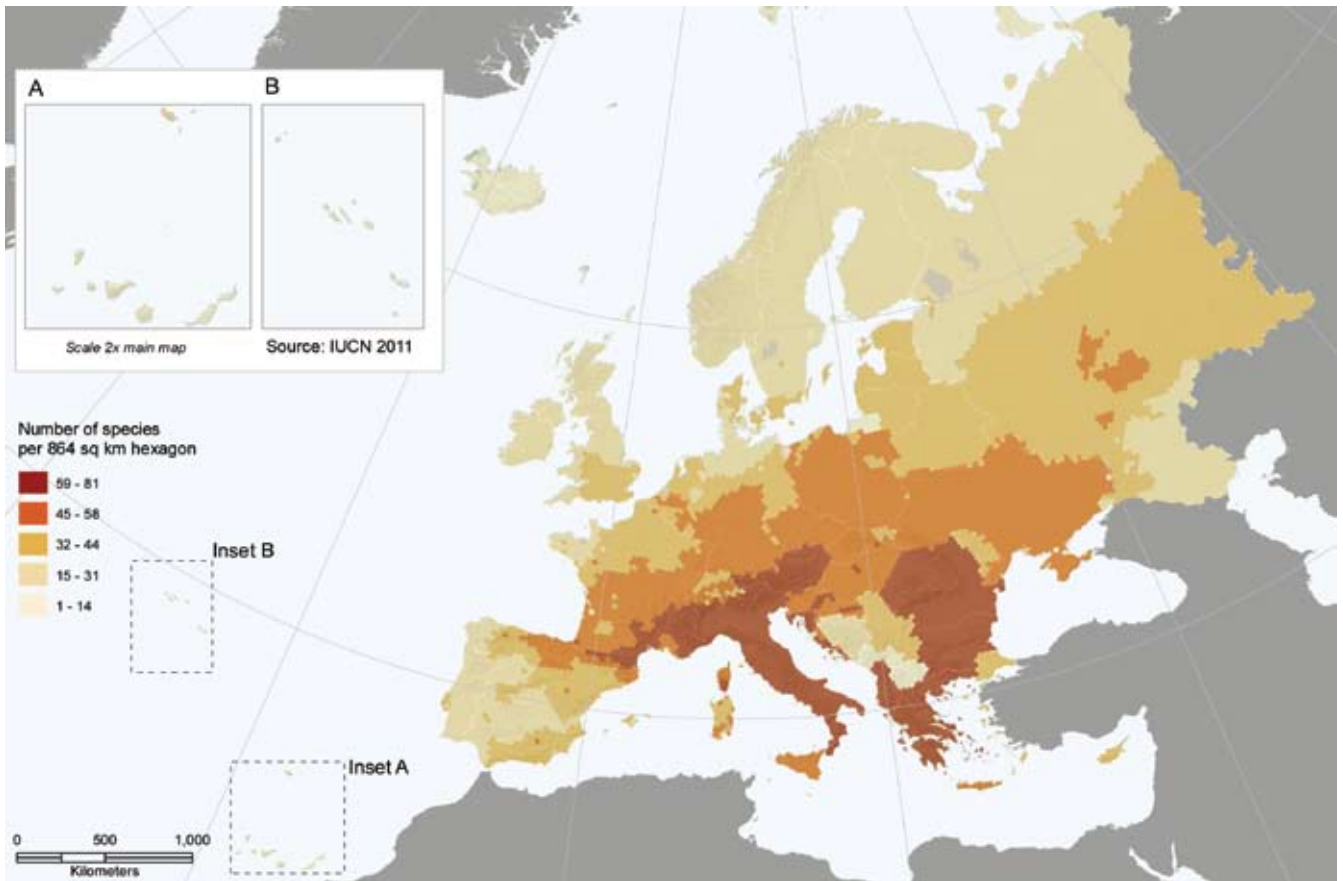 A
B
Scale 2x main map
Source: IUCN 2011
Number of species
per 864 sq km hexagon
59 - 81
45 - 58
32 - 44
15 - 31
1 - 14
Inset B
Inset A
0 500 1,000
Kilometers